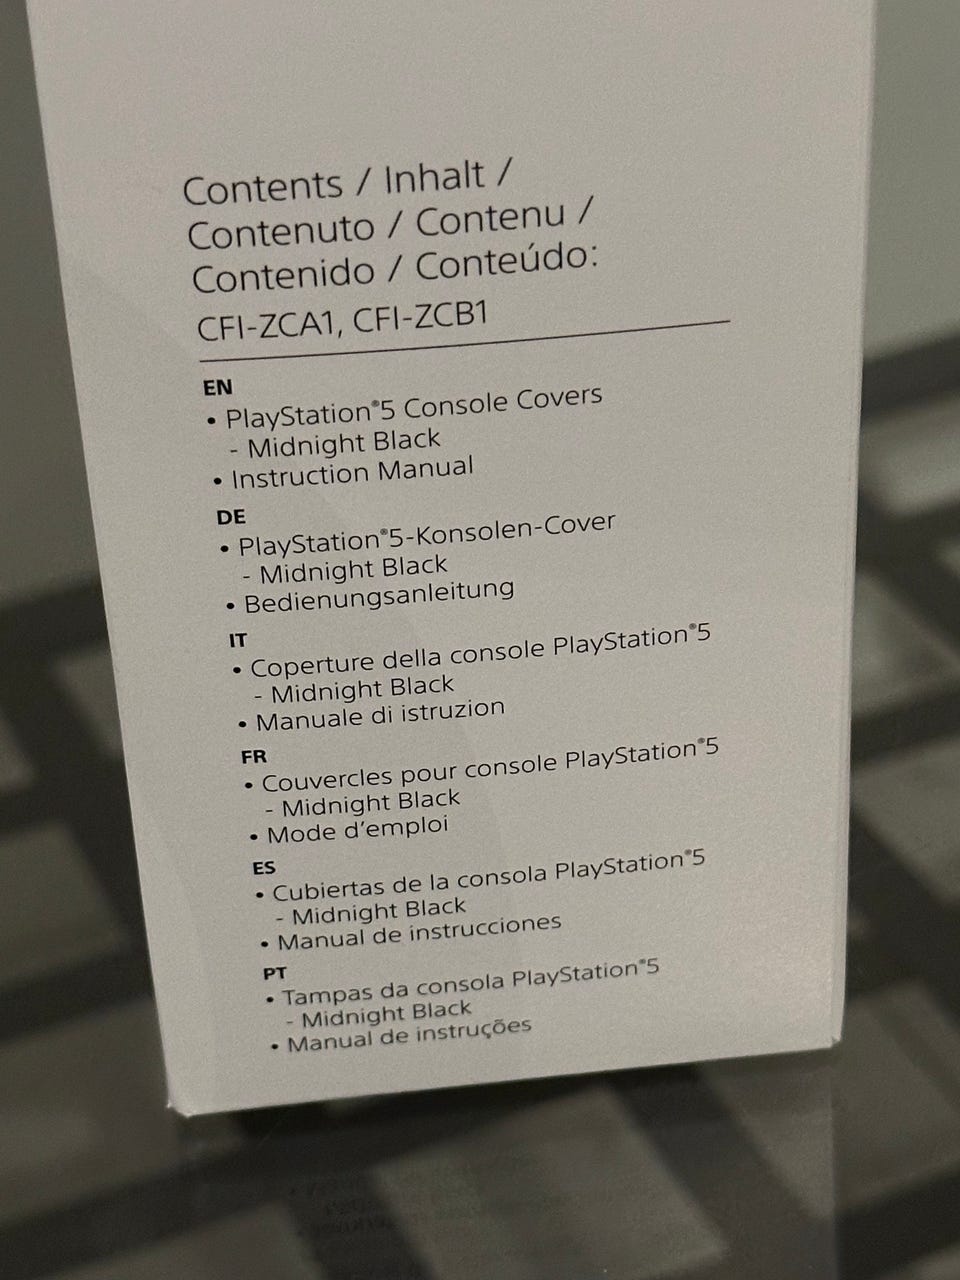 Contents / Inhalt /
Contenuto / Contenu /
Contenido / Conteúdo:
CFI-ZCA1, CFI-ZCB1
EN
• PlayStation®5 Console Covers
- Midnight Black
• Instruction Manual
DE
• PlayStation®5-Konsolen-Cover
- Midnight Black
• Bedienungsanleitung
IT
• Coperture della console PlayStation®5
- Midnight Black
• Manuale di istruzion
FR
• Couvercles pour console PlayStation®5
- Midnight Black
• Mode d’emploi
ES
• Cubiertas de la consola PlayStation®5
- Midnight Black
• Manual de instrucciones
PT
• Tampas da consola PlayStation®5
- Midnight Black
• Manual de instruções